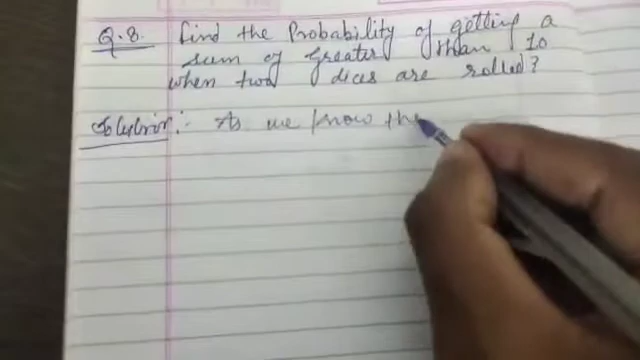 Q.8. Find the Probability of getting a
sum of Greater than 10
when two dices are rolled?
Solution:- As we know the